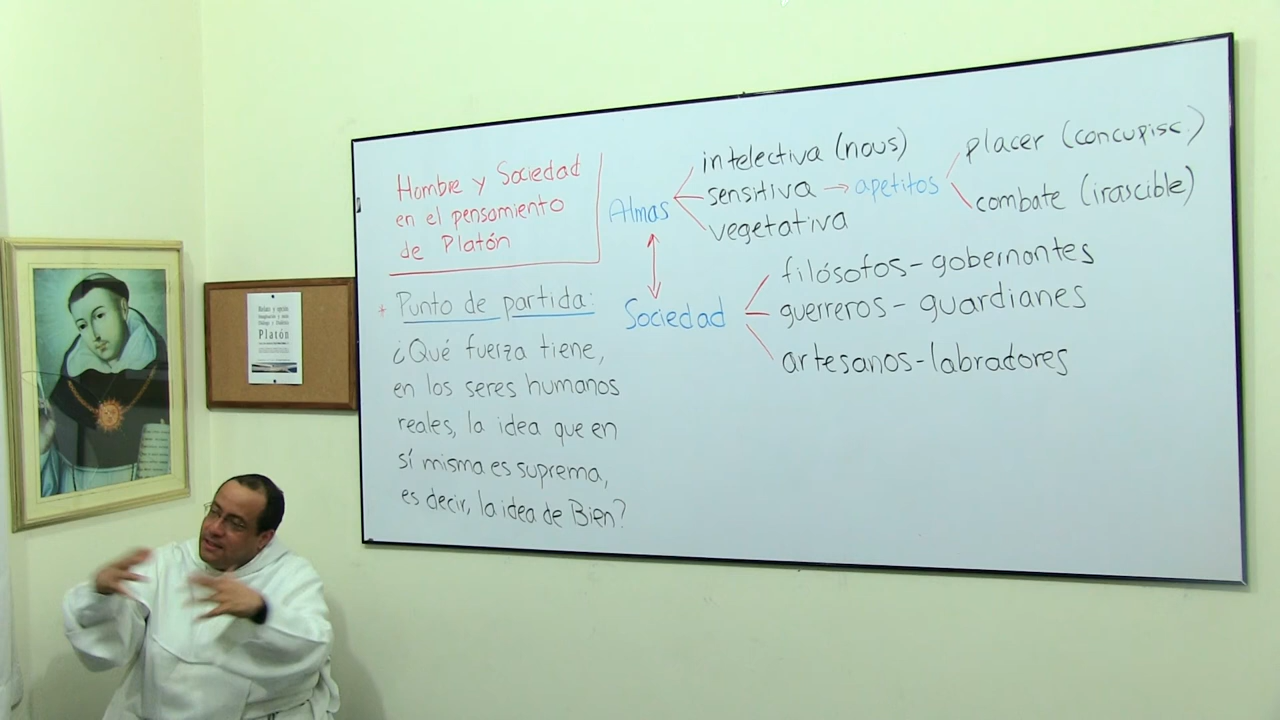 Hombre y Sociedad
en el pensamiento
de Platón
+ Punto de partida:
¿Qué fuerza tiene,
en los seres humanos
reales, la idea que en
sí misma es suprema,
es decir, la idea de Bien?
Almas
intelectiva (nous)
sensitiva → apetitos
vegetativa
placer (concupisc.)
combate (irascible)
Sociedad
filósofos - gobernantes
guerreros - guardianes
artesanos - labradores
Platón